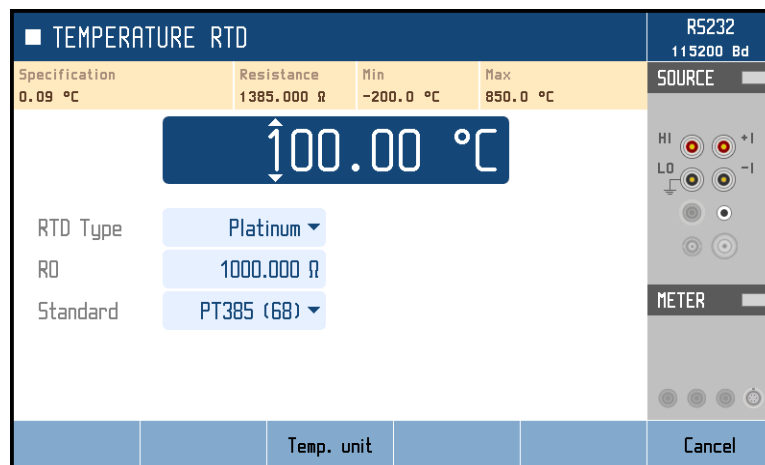 TEMPERATURE RTD
RS232
115200 Bd
Specification Resistance Min Max
0.09 °C 1385.000 Ω -200.0 °C 850.0 °C
SOURCE
100.00 °C
HI +I
LO -I
RTD Type Platinum
R0 1000.000 Ω
Standard PT385 (68)
METER
Temp. unit Cancel